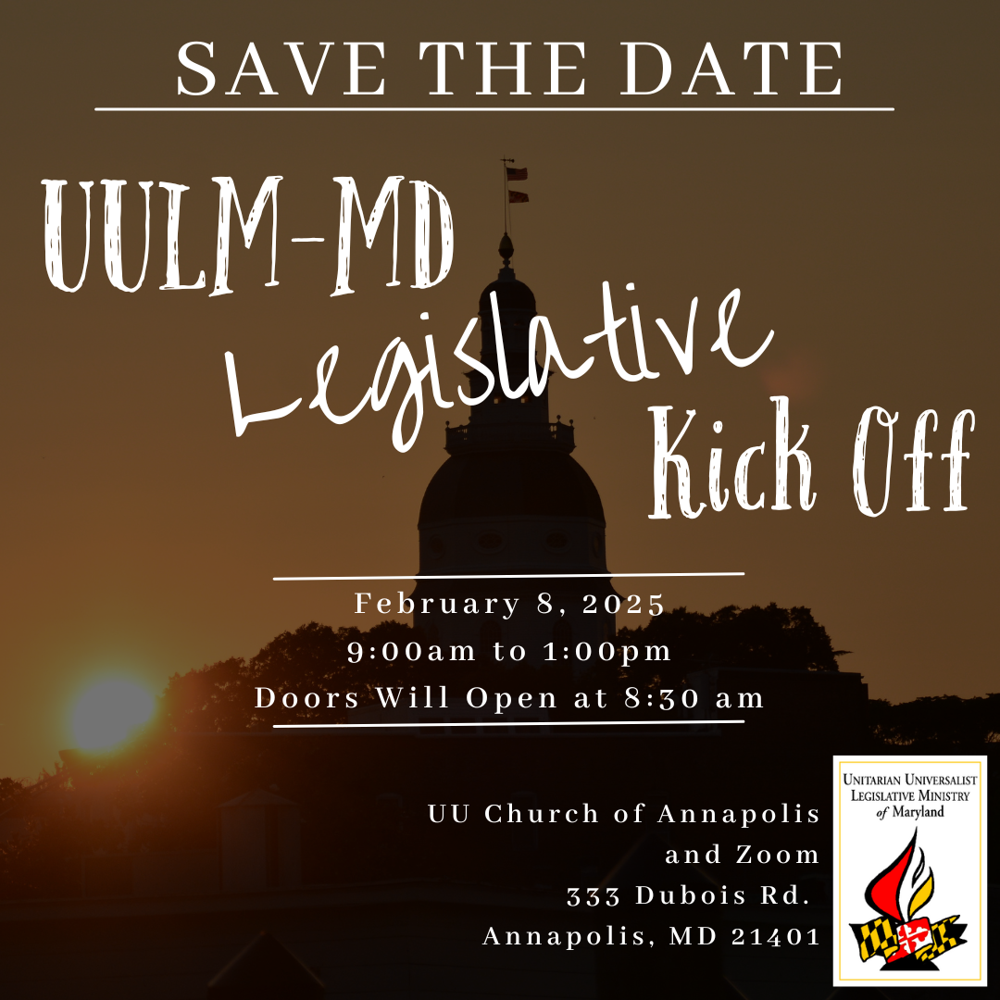 SAVE THE DATE
UULM-MD
Legislative
Kick Off
February 8, 2025
9:00am to 1:00pm
Doors Will Open at 8:30 am
UU Church of Annapolis
and Zoom
333 Dubois Rd.
Annapolis, MD 21401
UNITARIAN UNIVERSALIST
LEGISLATIVE MINISTRY
of Maryland